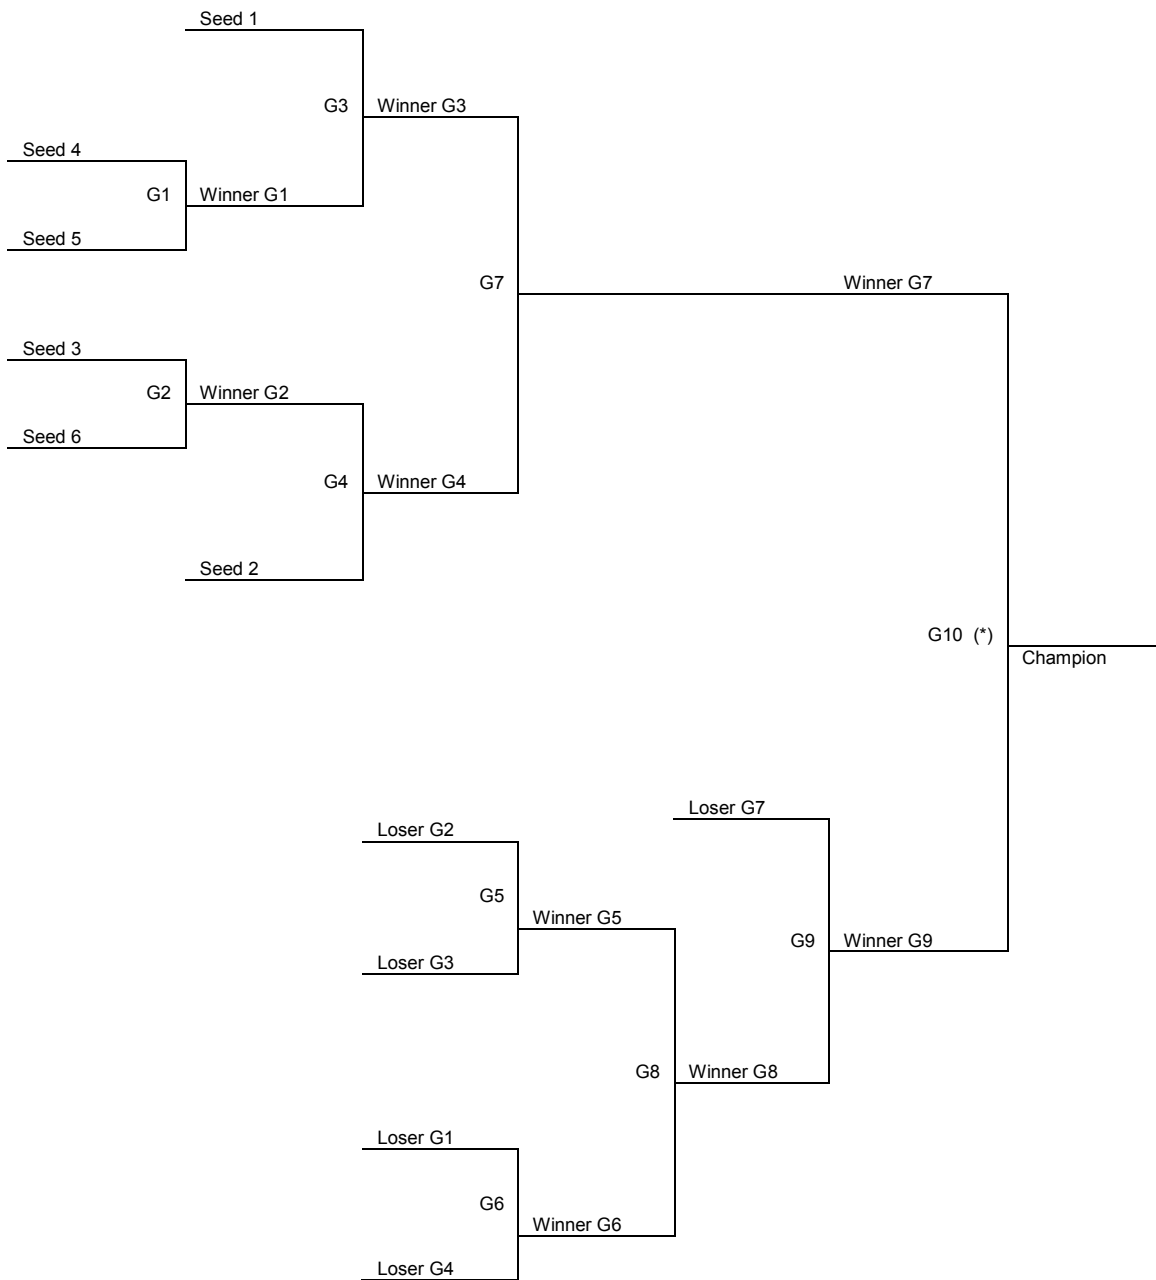 Seed 1
G3
Winner G3
Seed 4
G1
Winner G1
Seed 5
G7
Winner G7
Seed 3
G2
Winner G2
Seed 6
G4
Winner G4
Seed 2
G10 (*)
Champion
Loser G7
Loser G2
G5
Winner G5
G9
Winner G9
Loser G3
G8
Winner G8
Loser G1
G6
Winner G6
Loser G4